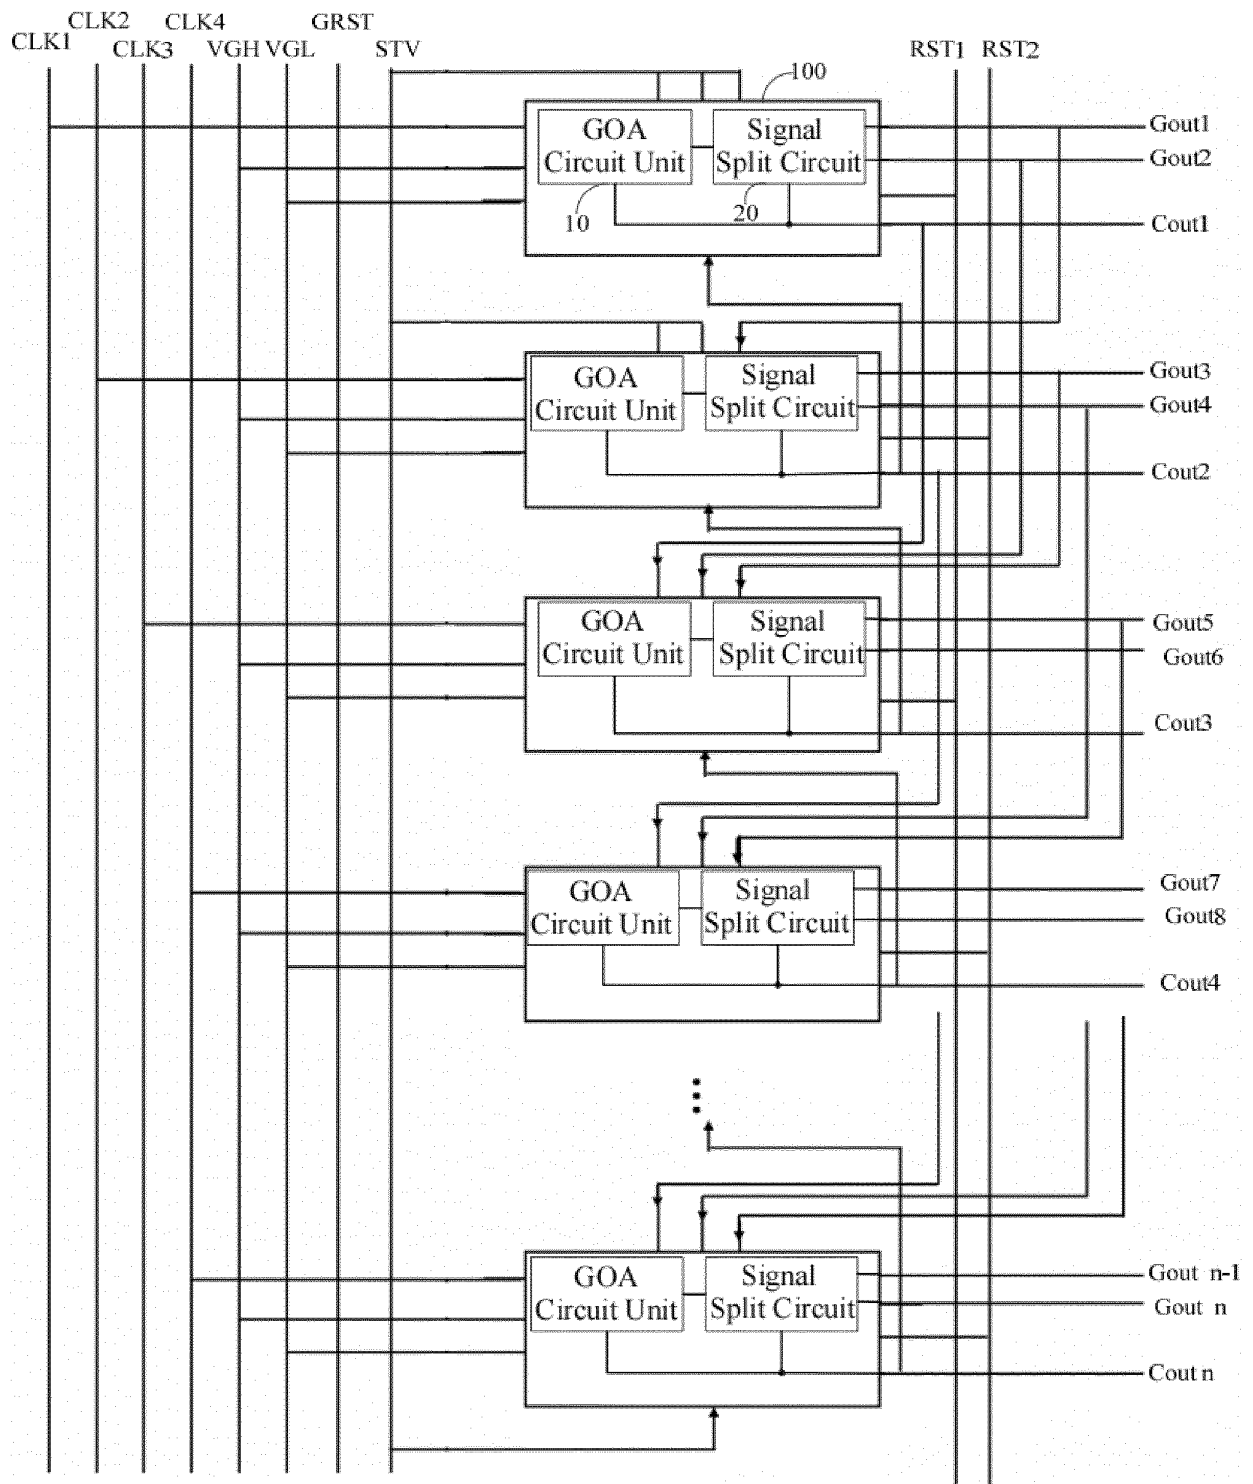 CLK2 CLK4 GRST
CLK1 CLK3 VGH VGL STV RST1 RST2
100
GOA Signal Gout1
Circuit Unit Split Circuit Gout2
10 20 Cout1
GOA Signal Gout3
Circuit Unit Split Circuit Gout4
Cout2
GOA Signal Gout5
Circuit Unit Split Circuit Gout6
Cout3
GOA Signal Gout7
Circuit Unit Split Circuit Gout8
Cout4
GOA Signal Gout n-1
Circuit Unit Split Circuit Gout n
Cout n